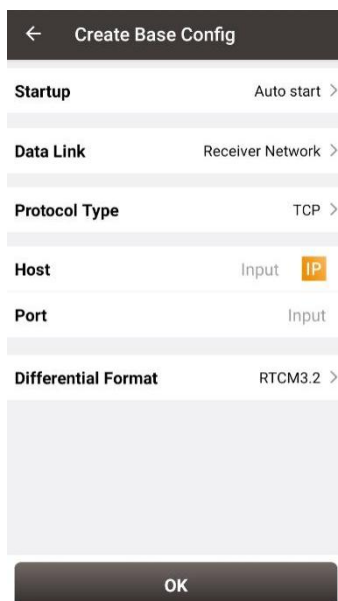 Create Base Config
Startup Auto start
Data Link Receiver Network
Protocol Type TCP
Host Input IP
Port Input
Differential Format RTCM3.2
OK